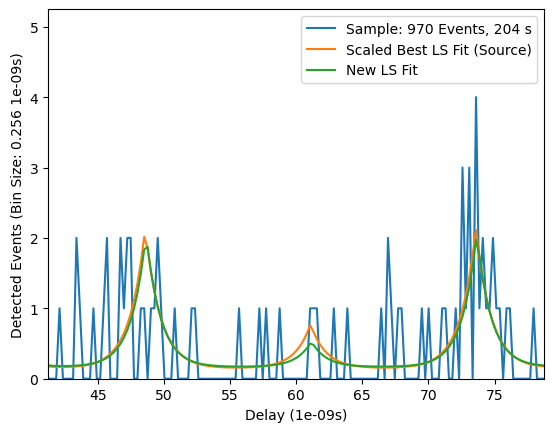 Sample: 970 Events, 204 s
Scaled Best LS Fit (Source)
New LS Fit
Detected Events (Bin Size: 0.256 1e-09s)
5
4
3
2
1
0
45 50 55 60 65 70 75
Delay (1e-09s)